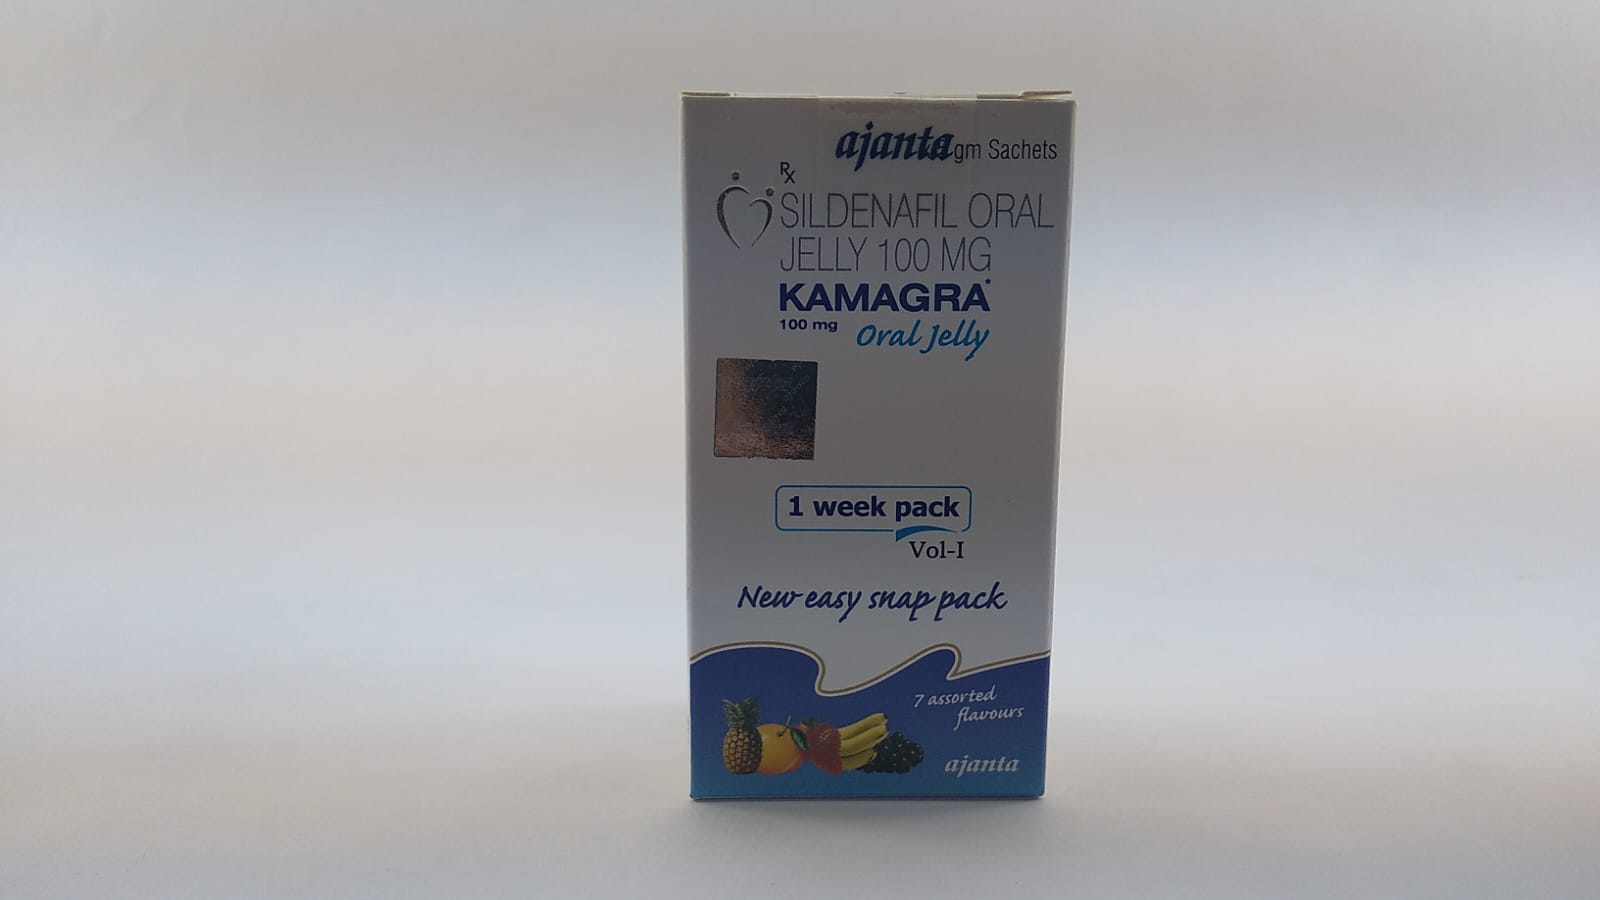 ajanta
gm Sachets
Rx
SILDENAFIL ORAL
JELLY 100 MG
KAMAGRA*
100 mg
Oral Jelly
1 week pack
Vol-I
New easy snap pack
7 assorted
flavours
ajanta